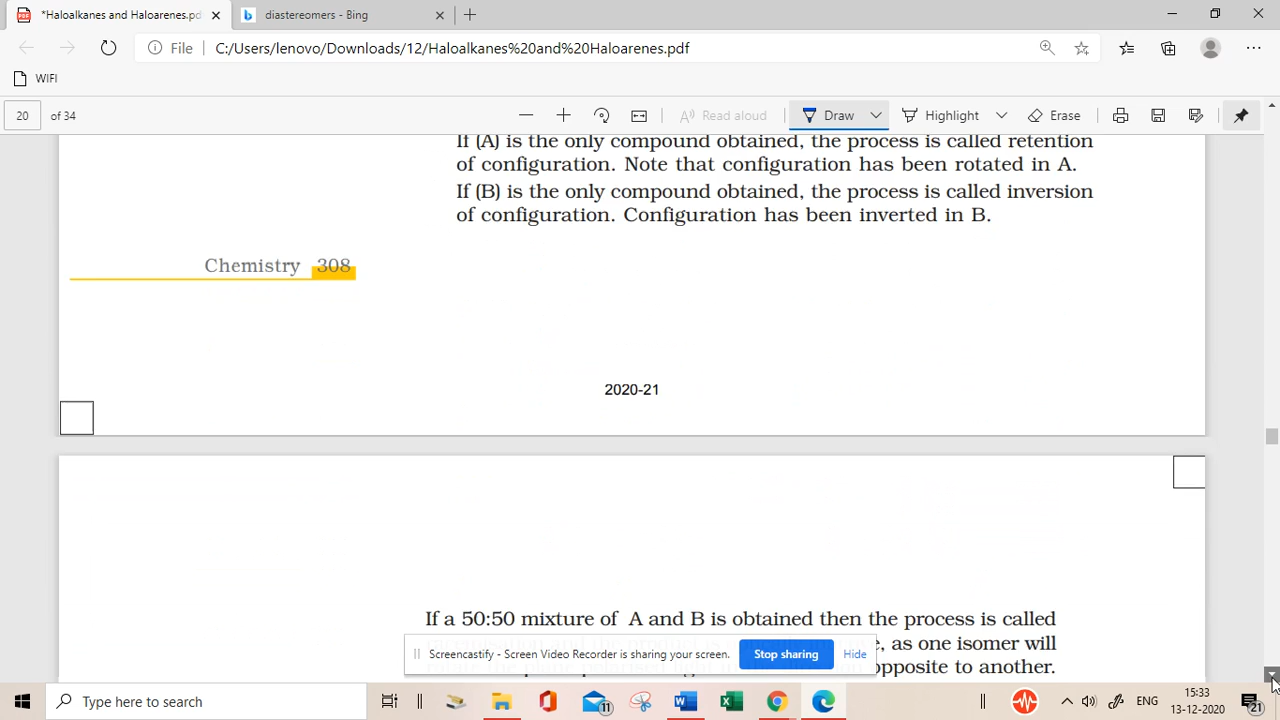 *Haloalkanes and Haloarenes.pd
diastereomers - Bing
File
C:/Users/lenovo/Downloads/12/Haloalkanes%20and%20Haloarenes.pdf
WIFI
20 of 34
Read aloud
Draw
Highlight
Erase
If (A) is the only compound obtained, the process is called retention
of configuration. Note that configuration has been rotated in A.
If (B) is the only compound obtained, the process is called inversion
of configuration. Configuration has been inverted in B.
Chemistry 308
2020-21
If a 50:50 mixture of A and B is obtained then the process is called
, as one isomer will
opposite to another.
Screencastify - Screen Video Recorder is sharing your screen.
Stop sharing
Hide
Type here to search
11
ENG
15:33
13-12-2020
21